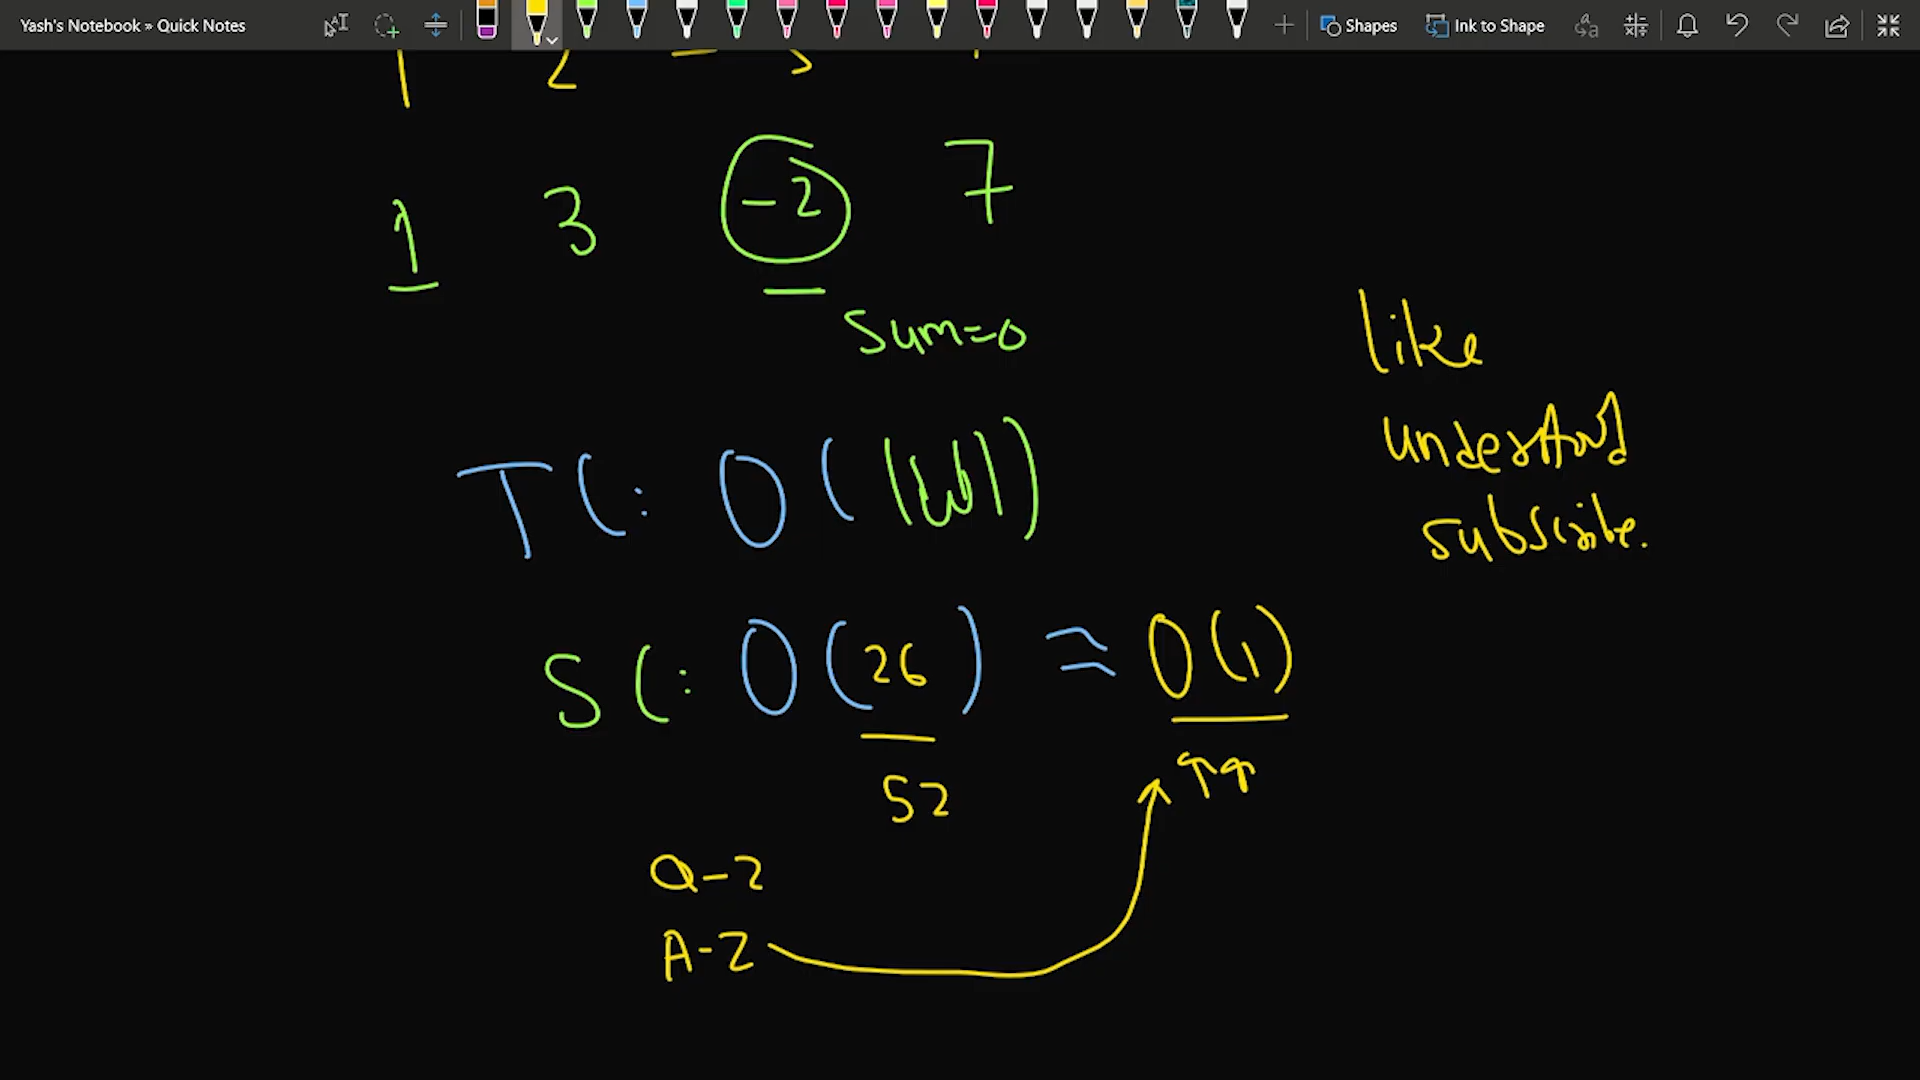 Yash's Notebook » Quick Notes
Shapes
Ink to Shape
1 2 - 3
1 3 -2 7
Sum=0
like
understood
subscribe.
TC: O(|W|)
SC: O(26) ≈ O(1)
52
a-z
A-Z